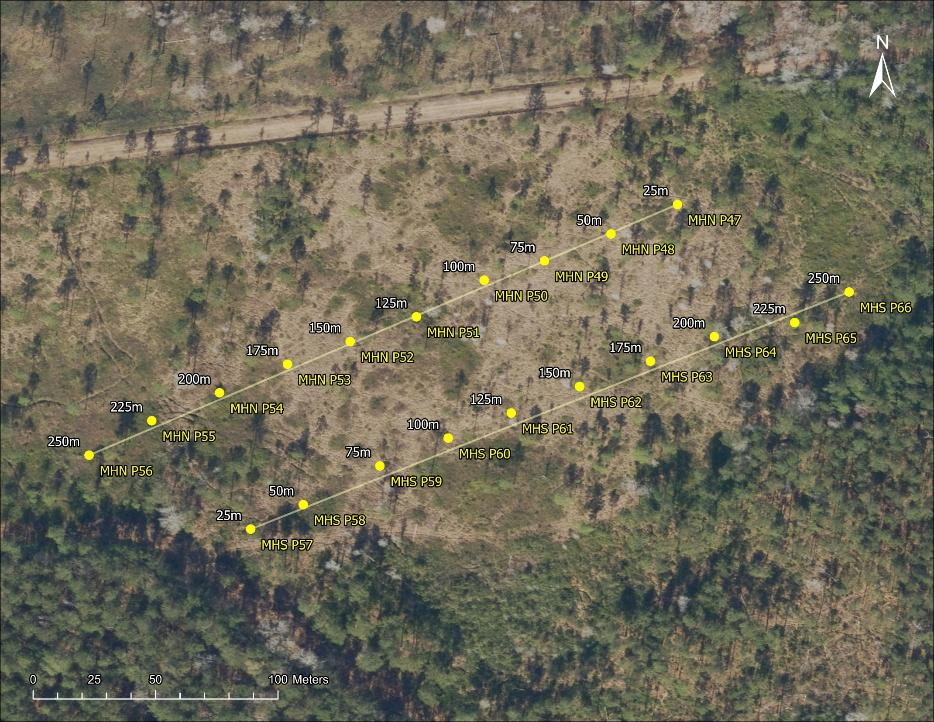 N
25m
MHN P47
50m
MHN P48
75m
MHN P49
100m
MHN P50
250m
MHS P66
125m
MHN P51
225m
MHS P65
150m
MHN P52
200m
MHS P64
175m
MHN P53
175m
MHS P63
200m
MHN P54
150m
MHS P62
225m
MHN P55
125m
MHS P61
250m
MHN P56
100m
MHS P60
75m
MHS P59
50m
MHS P58
25m
MHS P57
0 25 50 100 Meters